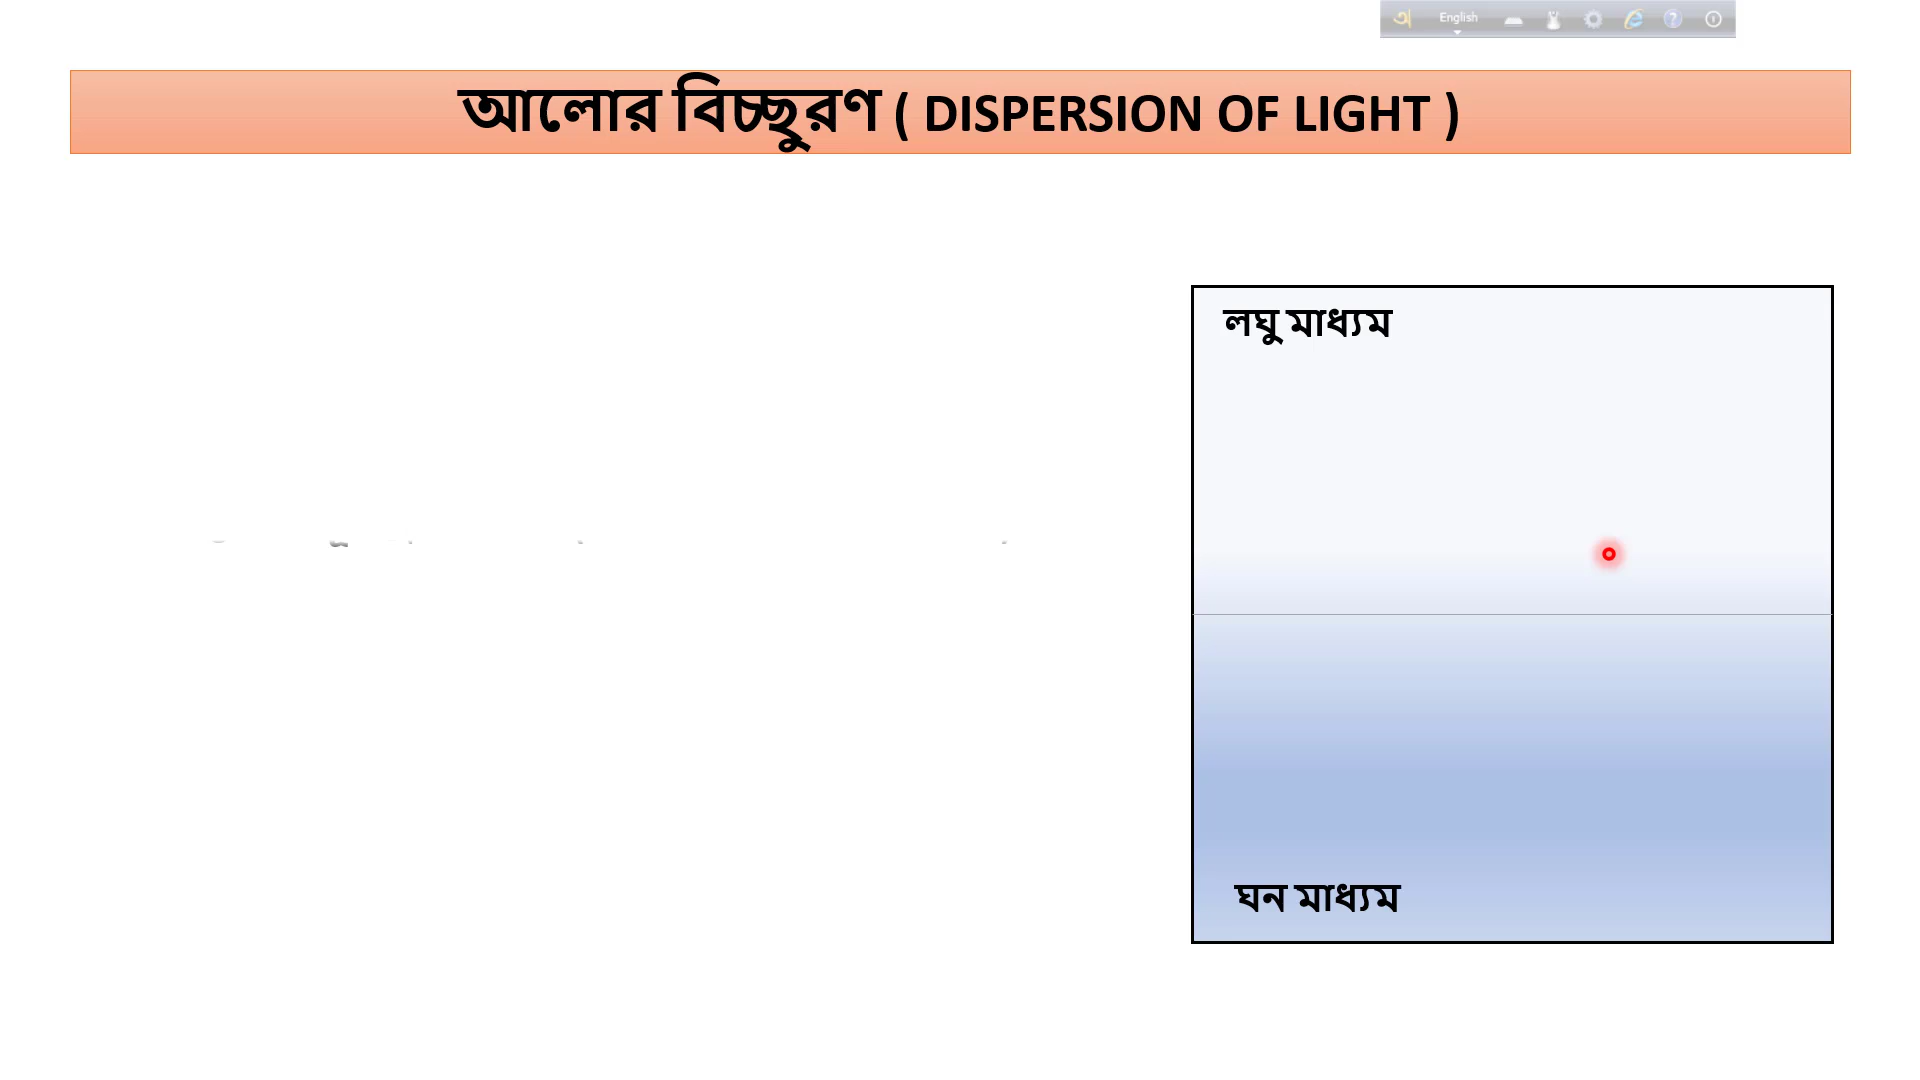 অ English
আলোর বিচ্ছুরণ ( DISPERSION OF LIGHT )
লঘু মাধ্যম
ঘন মাধ্যম